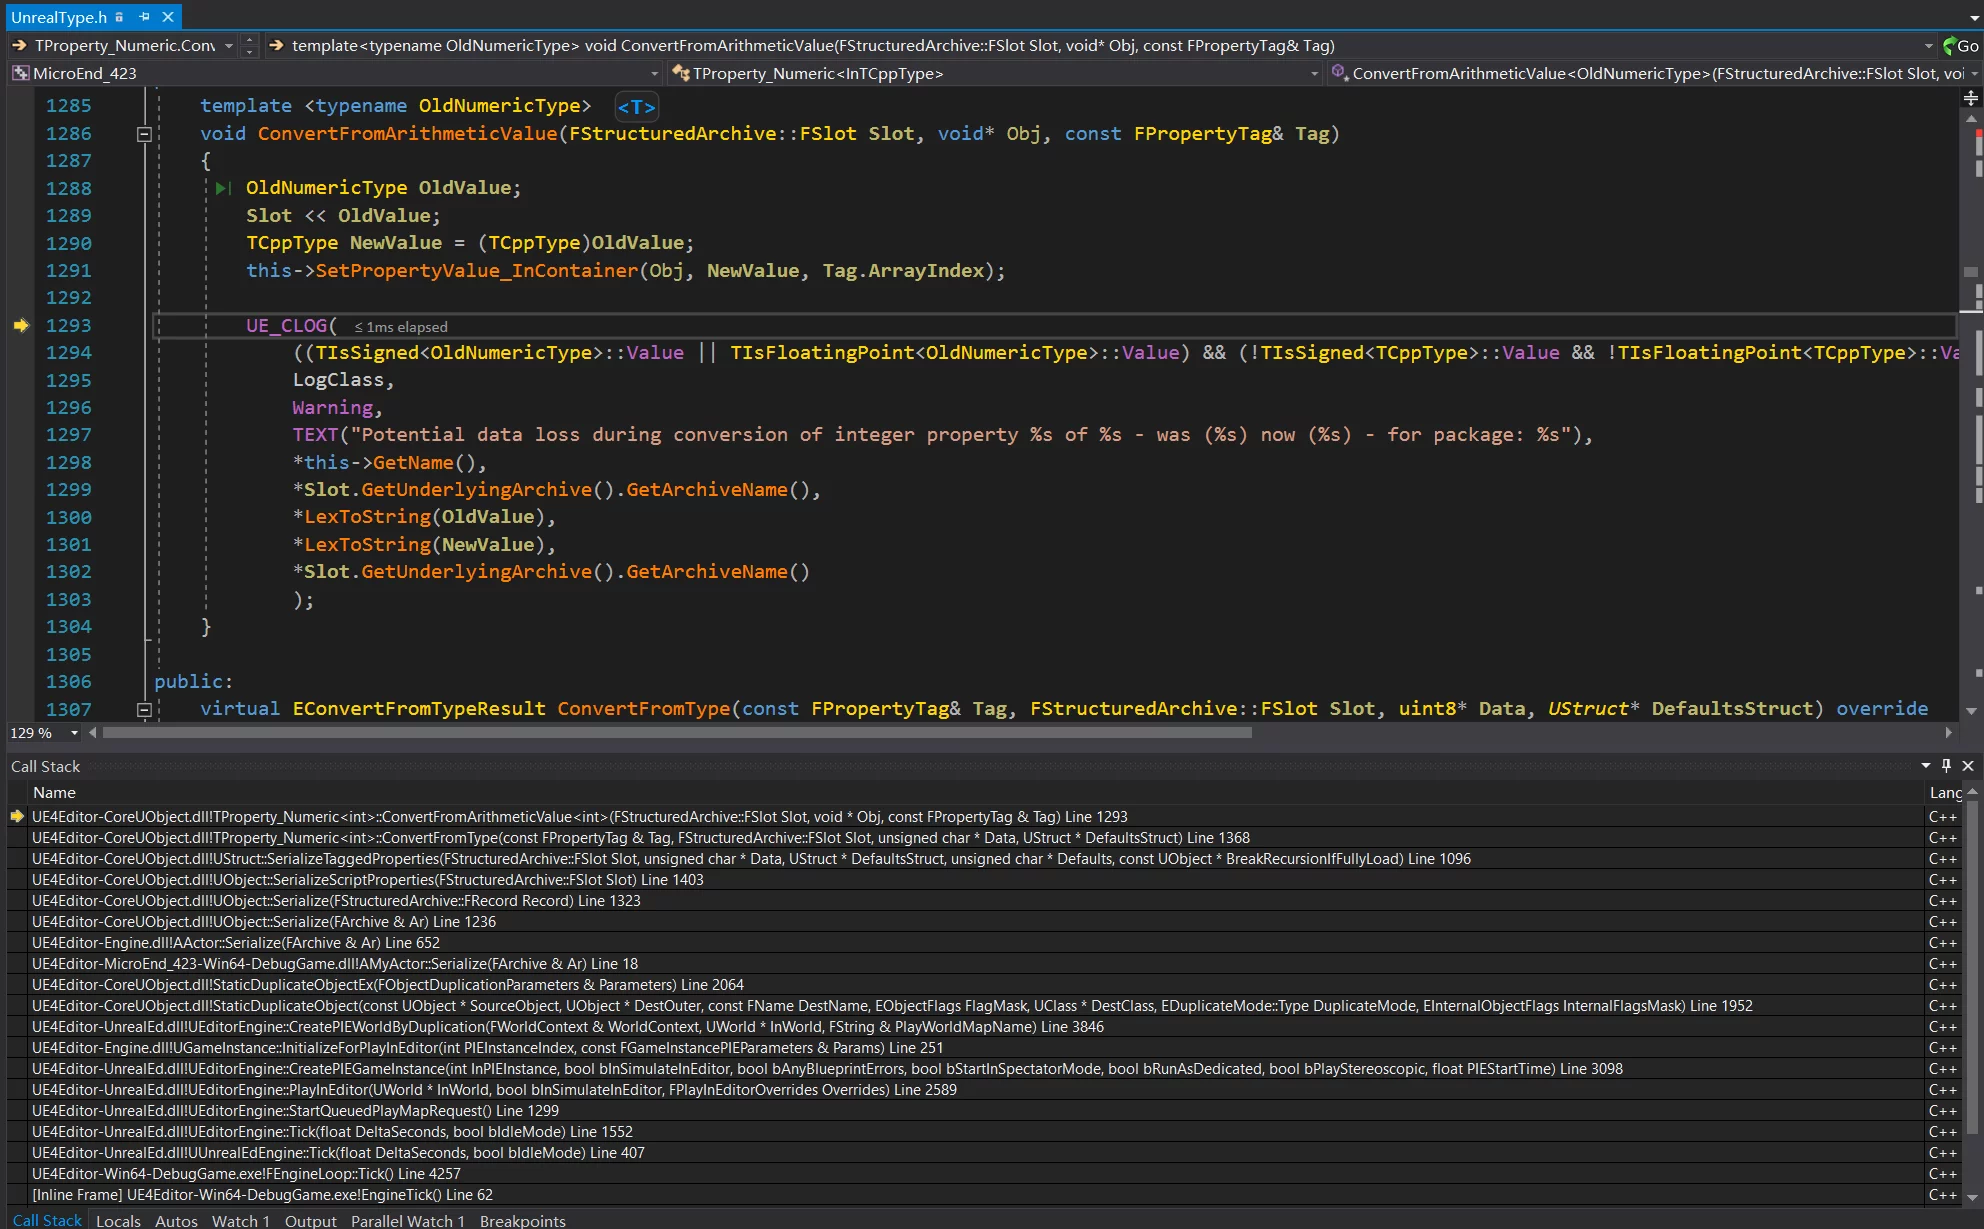 UnrealType.h
TProperty_Numeric.Conv
template<typename OldNumericType> void ConvertFromArithmeticValue(FStructuredArchive::FSlot Slot, void* Obj, const FPropertyTag& Tag)
Go
MicroEnd_423
TProperty_Numeric<InTCppType>
ConvertFromArithmeticValue<OldNumericType>(FStructuredArchive::FSlot Slot, voi
1285 template <typename OldNumericType> <T>
1286 void ConvertFromArithmeticValue(FStructuredArchive::FSlot Slot, void* Obj, const FPropertyTag& Tag)
1287 {
1288 OldNumericType OldValue;
1289 Slot << OldValue;
1290 TCppType NewValue = (TCppType)OldValue;
1291 this->SetPropertyValue_InContainer(Obj, NewValue, Tag.ArrayIndex);
1292
1293 UE_CLOG( ≤ 1ms elapsed
1294 ((TIsSigned<OldNumericType>::Value || TIsFloatingPoint<OldNumericType>::Value) && (!TIsSigned<TCppType>::Value && !TIsFloatingPoint<TCppType>::Va
1295 LogClass,
1296 Warning,
1297 TEXT("Potential data loss during conversion of integer property %s of %s - was (%s) now (%s) - for package: %s"),
1298 *this->GetName(),
1299 *Slot.GetUnderlyingArchive().GetArchiveName(),
1300 *LexToString(OldValue),
1301 *LexToString(NewValue),
1302 *Slot.GetUnderlyingArchive().GetArchiveName()
1303 );
1304 }
1305
1306 public:
1307 virtual EConvertFromTypeResult ConvertFromType(const FPropertyTag& Tag, FStructuredArchive::FSlot Slot, uint8* Data, UStruct* DefaultsStruct) override
129 %
Call Stack
Name Lang
UE4Editor-CoreUObject.dll!TProperty_Numeric<int>::ConvertFromArithmeticValue<int>(FStructuredArchive::FSlot Slot, void * Obj, const FPropertyTag & Tag) Line 1293 C++
UE4Editor-CoreUObject.dll!TProperty_Numeric<int>::ConvertFromType(const FPropertyTag & Tag, FStructuredArchive::FSlot Slot, unsigned char * Data, UStruct * DefaultsStruct) Line 1368 C++
UE4Editor-CoreUObject.dll!UStruct::SerializeTaggedProperties(FStructuredArchive::FSlot Slot, unsigned char * Data, UStruct * DefaultsStruct, unsigned char * Defaults, const UObject * BreakRecursionIfFullyLoad) Line 1096 C++
UE4Editor-CoreUObject.dll!UObject::SerializeScriptProperties(FStructuredArchive::FSlot Slot) Line 1403 C++
UE4Editor-CoreUObject.dll!UObject::Serialize(FStructuredArchive::FRecord Record) Line 1323 C++
UE4Editor-CoreUObject.dll!UObject::Serialize(FArchive & Ar) Line 1236 C++
UE4Editor-Engine.dll!AActor::Serialize(FArchive & Ar) Line 652 C++
UE4Editor-MicroEnd_423-Win64-DebugGame.dll!AMyActor::Serialize(FArchive & Ar) Line 18 C++
UE4Editor-CoreUObject.dll!StaticDuplicateObjectEx(FObjectDuplicationParameters & Parameters) Line 2064 C++
UE4Editor-CoreUObject.dll!StaticDuplicateObject(const UObject * SourceObject, UObject * DestOuter, const FName DestName, EObjectFlags FlagMask, UClass * DestClass, EDuplicateMode::Type DuplicateMode, EInternalObjectFlags InternalFlagsMask) Line 1952 C++
UE4Editor-UnrealEd.dll!UEditorEngine::CreatePIEWorldByDuplication(FWorldContext & WorldContext, UWorld * InWorld, FString & PlayWorldMapName) Line 3846 C++
UE4Editor-Engine.dll!UGameInstance::InitializeForPlayInEditor(int PIEInstanceIndex, const FGameInstancePIEParameters & Params) Line 251 C++
UE4Editor-UnrealEd.dll!UEditorEngine::CreatePIEGameInstance(int InPIEInstance, bool bInSimulateInEditor, bool bAnyBlueprintErrors, bool bStartInSpectatorMode, bool bRunAsDedicated, bool bPlayStereoscopic, float PIEStartTime) Line 3098 C++
UE4Editor-UnrealEd.dll!UEditorEngine::PlayInEditor(UWorld * InWorld, bool bInSimulateInEditor, FPlayInEditorOverrides Overrides) Line 2589 C++
UE4Editor-UnrealEd.dll!UEditorEngine::StartQueuedPlayMapRequest() Line 1299 C++
UE4Editor-UnrealEd.dll!UEditorEngine::Tick(float DeltaSeconds, bool bIdleMode) Line 1552 C++
UE4Editor-UnrealEd.dll!UUnrealEdEngine::Tick(float DeltaSeconds, bool bIdleMode) Line 407 C++
UE4Editor-Win64-DebugGame.exe!FEngineLoop::Tick() Line 4257 C++
[Inline Frame] UE4Editor-Win64-DebugGame.exe!EngineTick() Line 62 C++
Call Stack Locals Autos Watch 1 Output Parallel Watch 1 Breakpoints